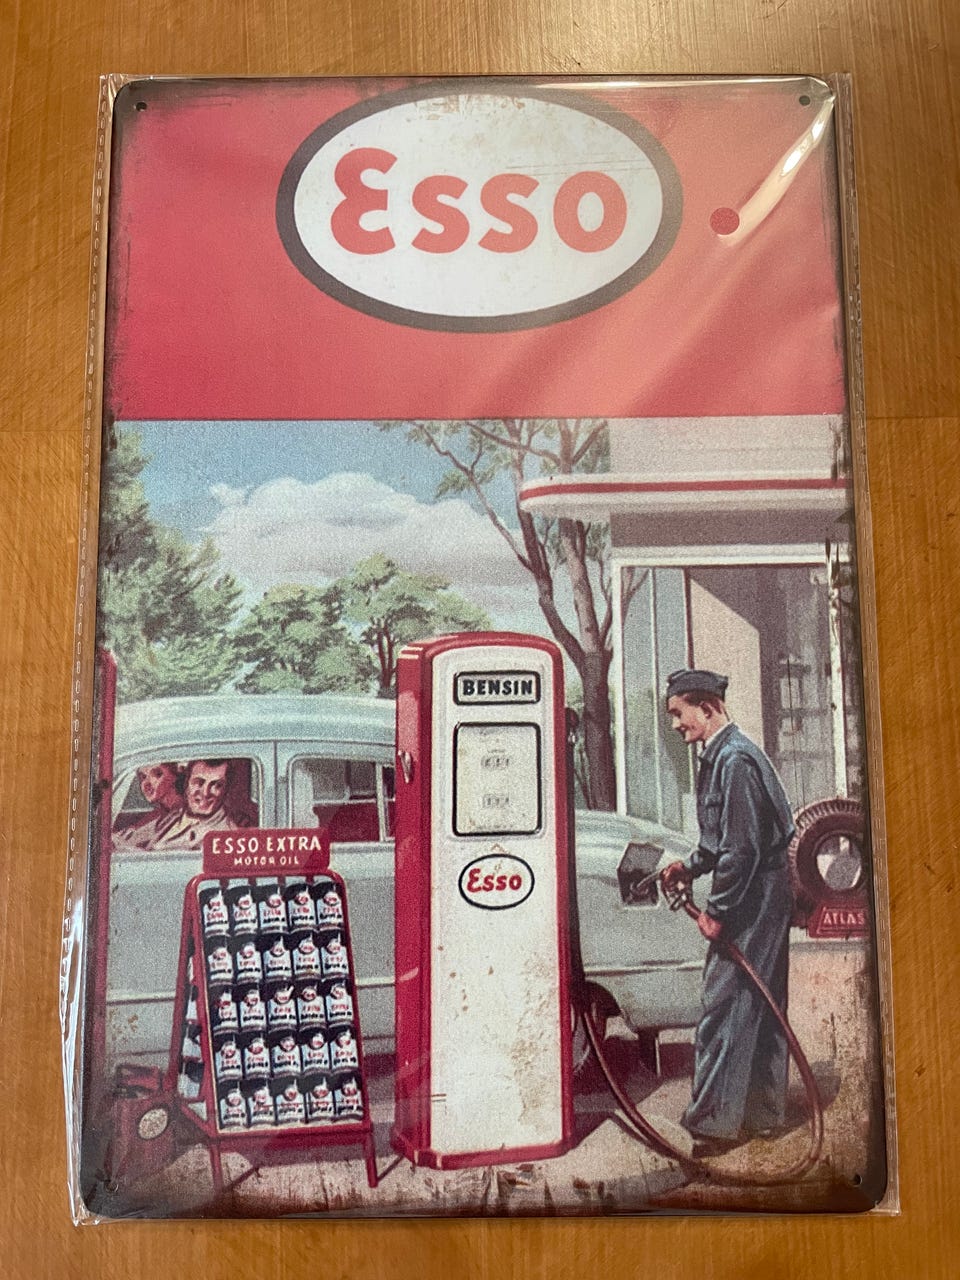 Esso
BENSIN
ESSO EXTRA
MOTOR OIL
Esso
ATLAS